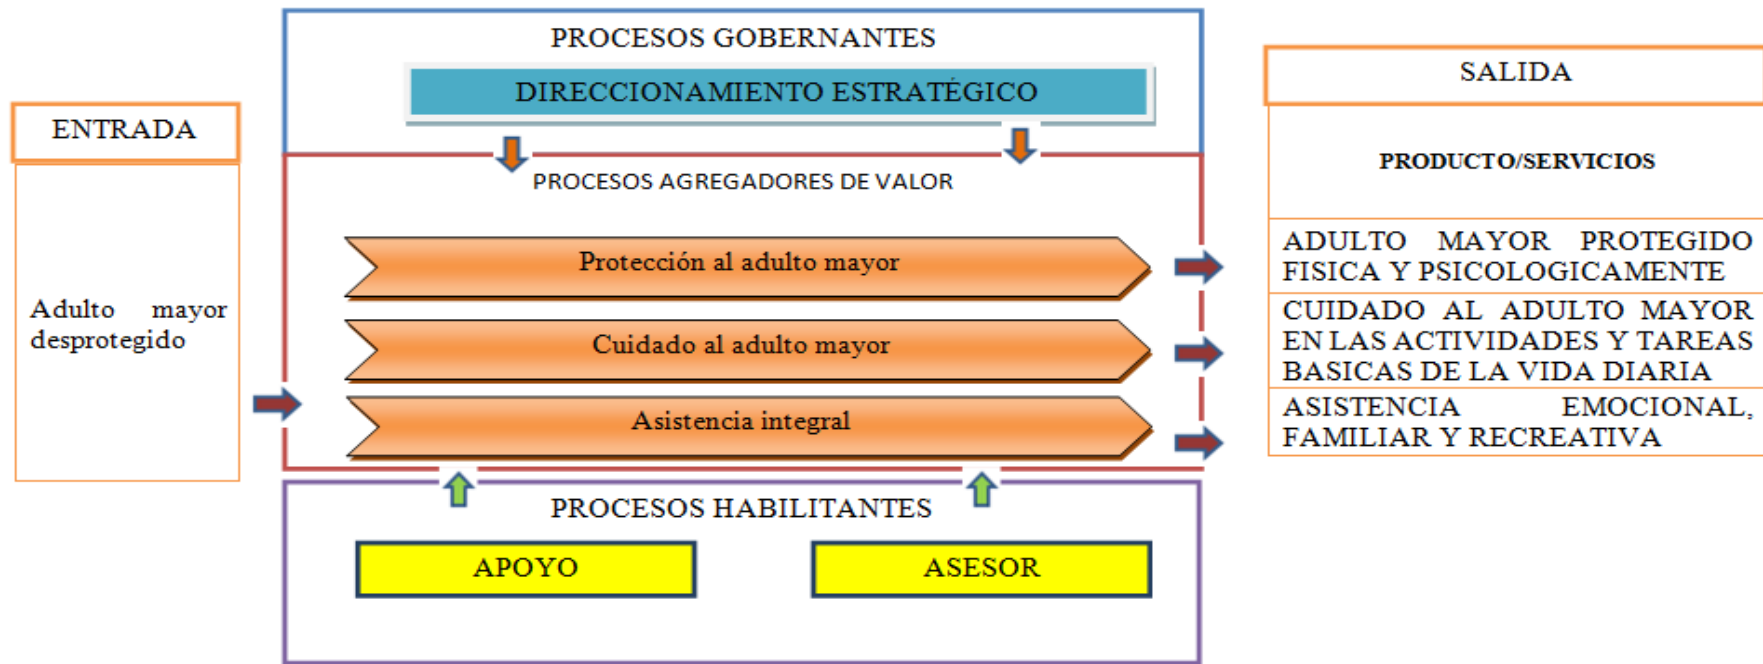 ENTRADA
Adulto mayor
desprotegido
PROCESOS GOBERNANTES
DIRECCIONAMIENTO ESTRATÉGICO
PROCESOS AGREGADORES DE VALOR
Protección al adulto mayor
Cuidado al adulto mayor
Asistencia integral
PROCESOS HABILITANTES
APOYO
ASESOR
SALIDA
PRODUCTO/SERVICIOS
ADULTO MAYOR PROTEGIDO
FISICA Y PSICOLOGICAMENTE
CUIDADO AL ADULTO MAYOR
EN LAS ACTIVIDADES Y TAREAS
BASICAS DE LA VIDA DIARIA
ASISTENCIA EMOCIONAL,
FAMILIAR Y RECREATIVA